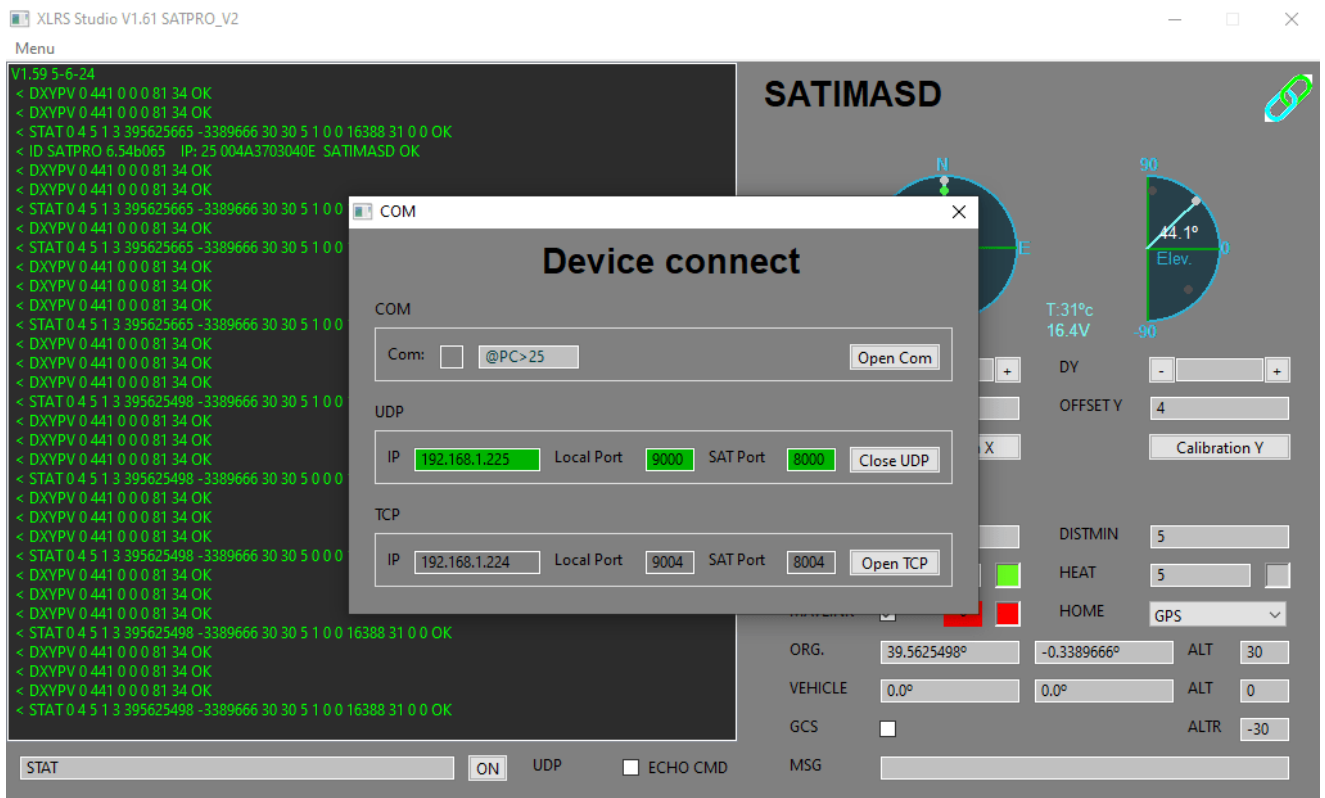 XLRS Studio V1.61 SATPRO_V2
Menu
V1.59 5-6-24
< DXYPV 0 441 0 0 0 81 34 OK
< DXYPV 0 441 0 0 0 81 34 OK
< STAT 0 4 5 1 3 395625665 -3389666 30 30 5 1 0 0 16388 31 0 0 OK
< ID SATPRO 6.54b065 IP: 25 004A3703040E SATIMASD OK
< DXYPV 0 441 0 0 0 81 34 OK
< DXYPV 0 441 0 0 0 81 34 OK
< STAT 0 4 5 1 3 395625665 -3389666 30 30 5 1 0 0
< DXYPV 0 441 0 0 0 81 34 OK
< STAT 0 4 5 1 3 395625665 -3389666 30 30 5 1 0 0
< DXYPV 0 441 0 0 0 81 34 OK
< DXYPV 0 441 0 0 0 81 34 OK
< DXYPV 0 441 0 0 0 81 34 OK
< STAT 0 4 5 1 3 395625665 -3389666 30 30 5 1 0 0
< DXYPV 0 441 0 0 0 81 34 OK
< DXYPV 0 441 0 0 0 81 34 OK
< DXYPV 0 441 0 0 0 81 34 OK
< STAT 0 4 5 1 3 395625498 -3389666 30 30 5 1 0 0
< DXYPV 0 441 0 0 0 81 34 OK
< DXYPV 0 441 0 0 0 81 34 OK
< DXYPV 0 441 0 0 0 81 34 OK
< STAT 0 4 5 1 3 395625498 -3389666 30 30 5 0 0 0
< DXYPV 0 441 0 0 0 81 34 OK
< DXYPV 0 441 0 0 0 81 34 OK
< DXYPV 0 441 0 0 0 81 34 OK
< STAT 0 4 5 1 3 395625498 -3389666 30 30 5 0 0 0
< DXYPV 0 441 0 0 0 81 34 OK
< DXYPV 0 441 0 0 0 81 34 OK
< DXYPV 0 441 0 0 0 81 34 OK
< STAT 0 4 5 1 3 395625498 -3389666 30 30 5 1 0 0 16388 31 0 0 OK
< DXYPV 0 441 0 0 0 81 34 OK
< DXYPV 0 441 0 0 0 81 34 OK
< DXYPV 0 441 0 0 0 81 34 OK
< STAT 0 4 5 1 3 395625498 -3389666 30 30 5 1 0 0 16388 31 0 0 OK
STAT ON UDP ECHO CMD
COM
Device connect
COM
Com: @PC>25 Open Com
UDP
IP 192.168.1.225 Local Port 9000 SAT Port 8000 Close UDP
TCP
IP 192.168.1.224 Local Port 9004 SAT Port 8004 Open TCP
SATIMASD
N
E
90
44.1º
Elev.
0
-90
T:31ºc
16.4V
+ DY - +
OFFSET Y 4
X Calibration Y
DISTMIN 5
HEAT 5
HOME GPS
ORG. 39.5625498º -0.3389666º ALT 30
VEHICLE 0.0º 0.0º ALT 0
GCS ALTR -30
MSG